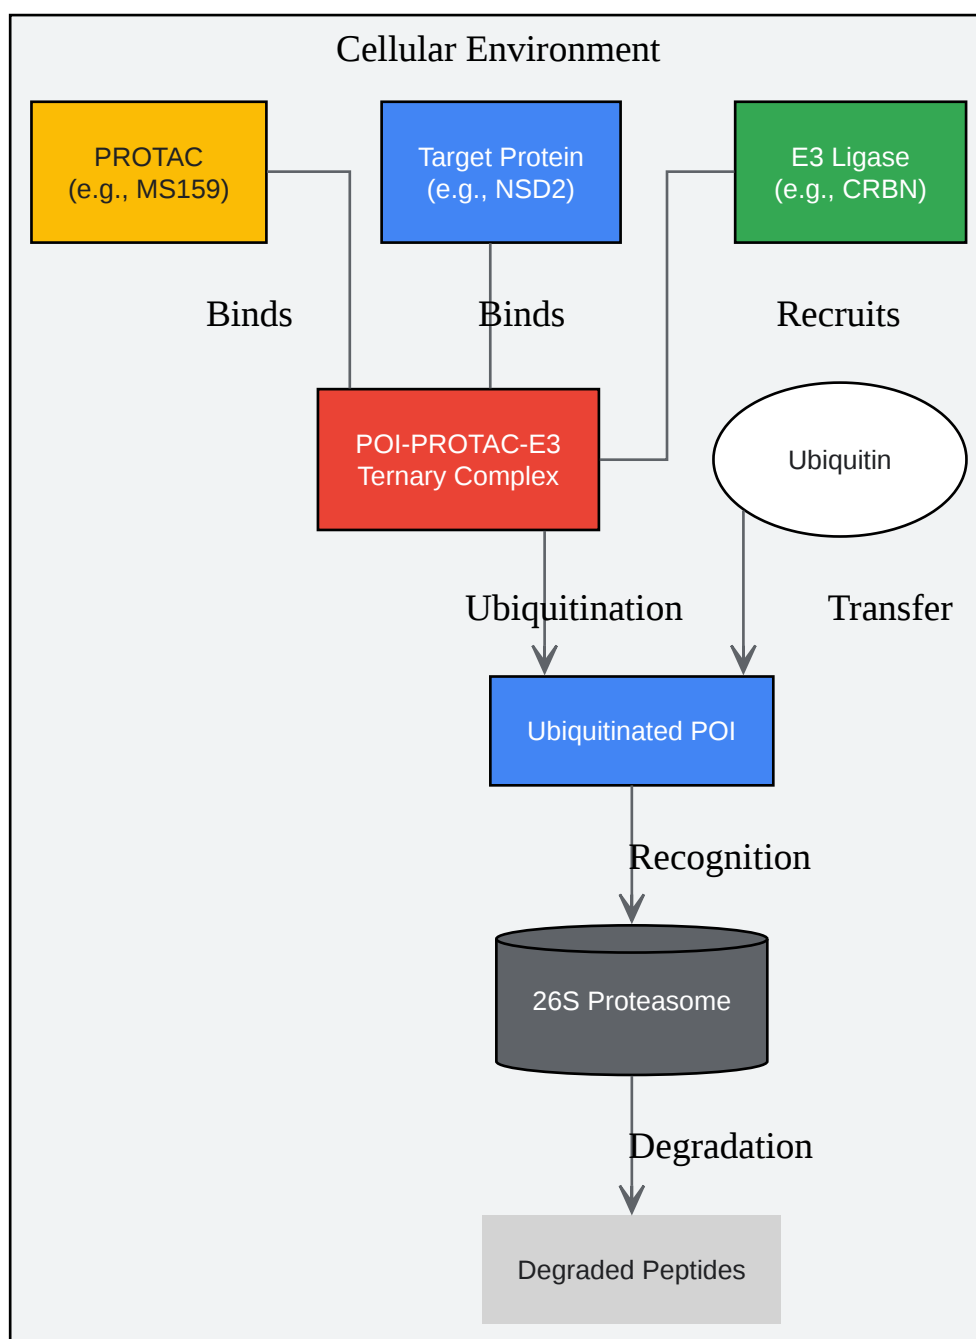 Cellular Environment
PROTAC
(e.g., MS159)
Target Protein
(e.g., NSD2)
E3 Ligase
(e.g., CRBN)
Binds
Binds
Recruits
POI-PROTAC-E3
Ternary Complex
Ubiquitin
Ubiquitination
Transfer
Ubiquitinated POI
Recognition
26S Proteasome
Degradation
Degraded Peptides